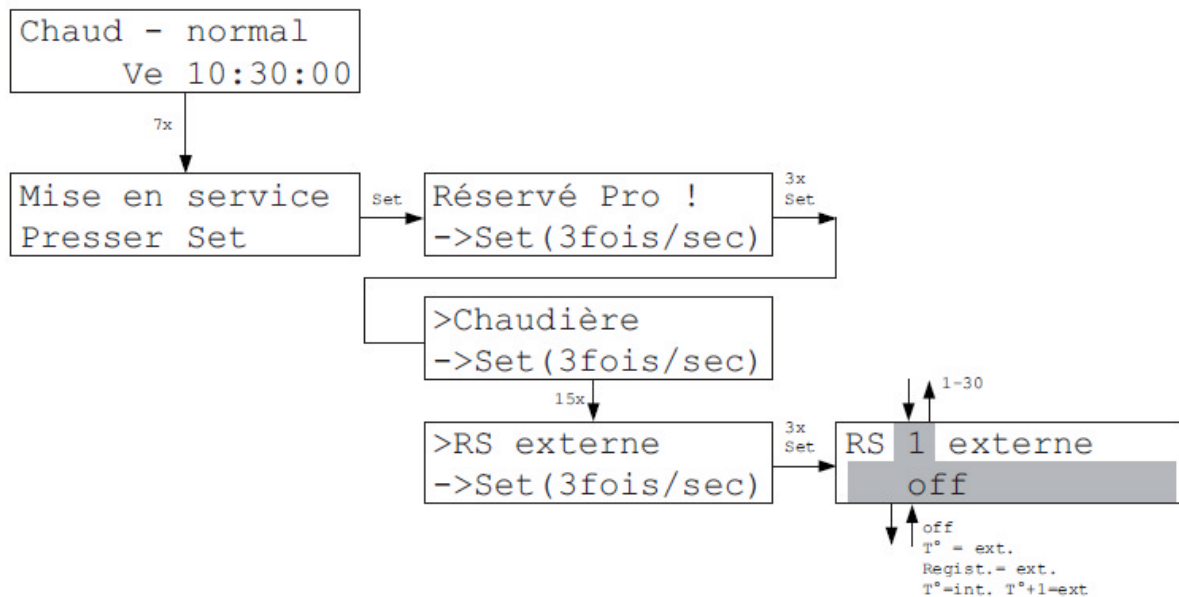 Chaud - normal
Ve 10:30:00
7x
Mise en service
Presser Set
Set
Réservé Pro !
->Set(3fois/sec)
3x
Set
>Chaudière
->Set(3fois/sec)
15x
>RS externe
->Set(3fois/sec)
3x
Set
1-30
RS 1 externe
off
off
T° = ext.
Regist.= ext.
T°=int. T°+1=ext